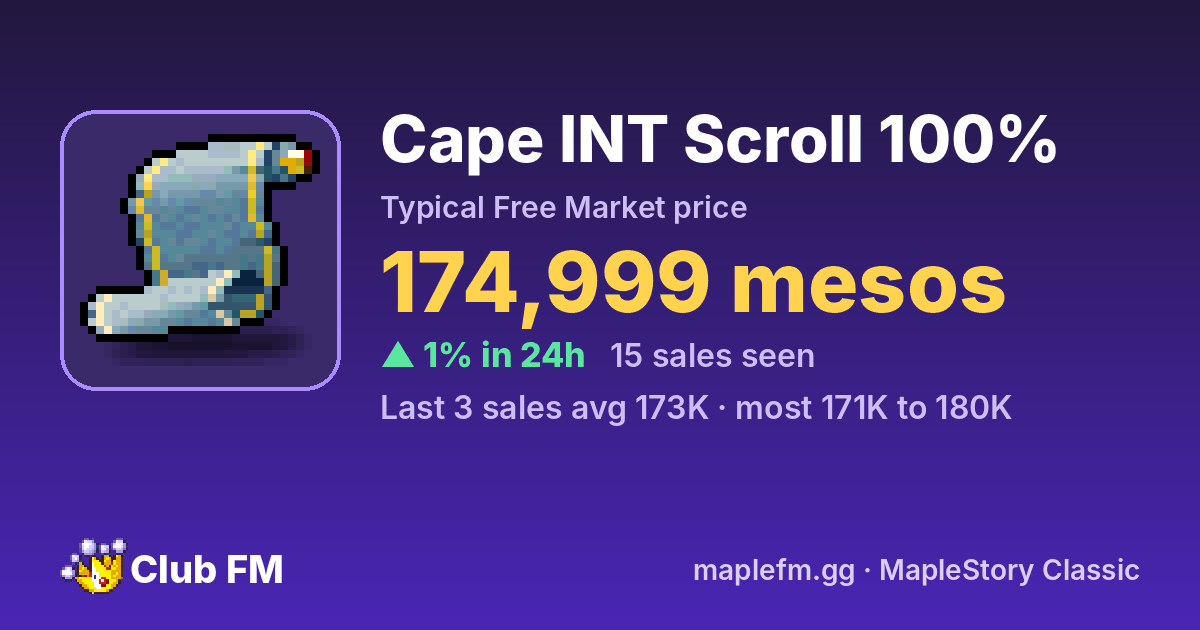 Cape INT Scroll 100%
Typical Free Market price
174,999 mesos
▲ 1% in 24h 15 sales seen
Last 3 sales avg 173K · most 171K to 180K
Club FM
maplefm.gg · MapleStory Classic